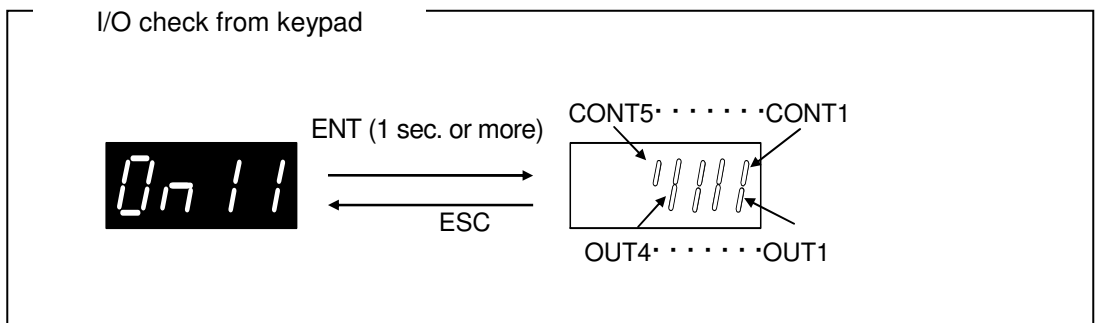 I/O check from keypad
ENT (1 sec. or more)
CONT5・・・・・・・CONT1
On11
ESC
OUT4・・・・・・・OUT1